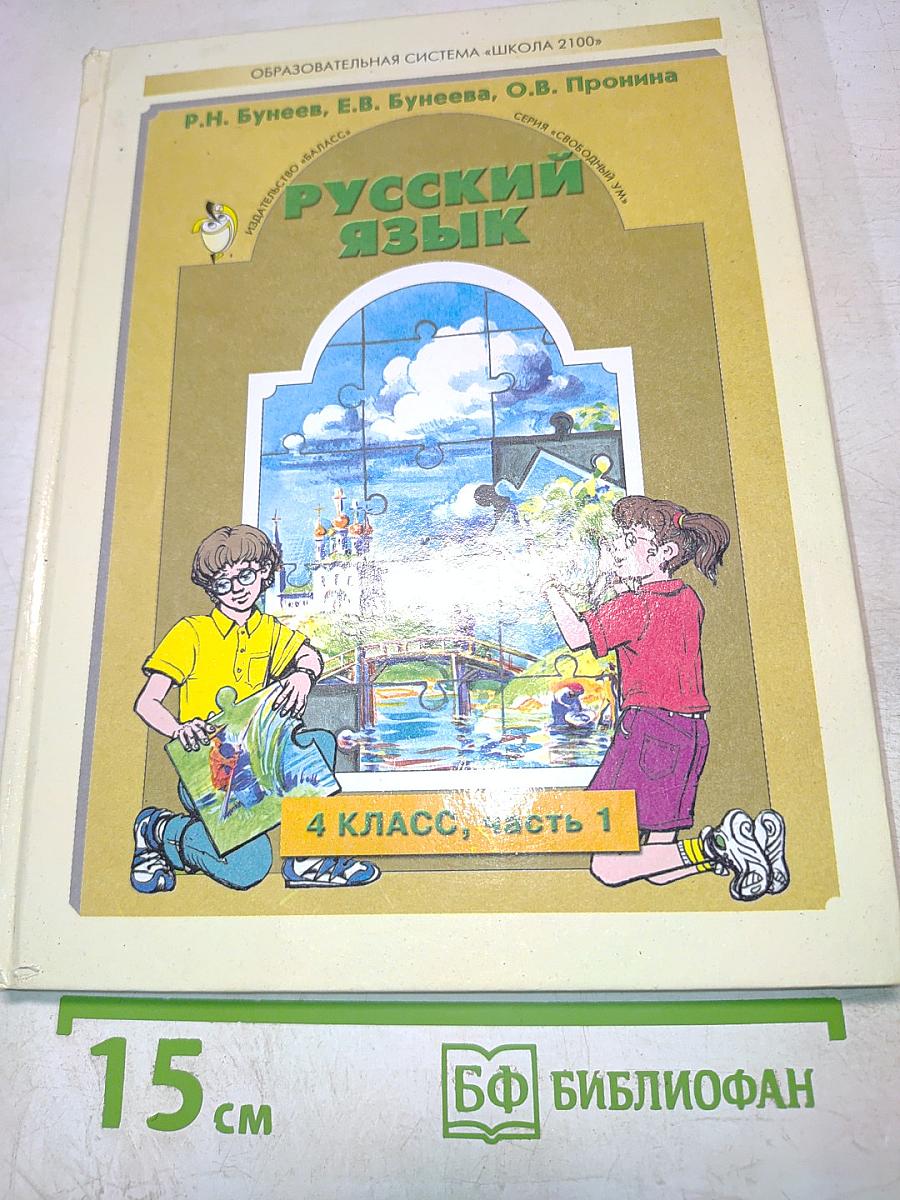 ОБРАЗОВАТЕЛЬНАЯ СИСТЕМА «ШКОЛА 2100»
Р.Н. Бунеев, Е.В. Бунеева, О.В. Пронина
ИЗДАТЕЛЬСТВО «БАЛАСС»
СЕРИЯ «СВОБОДНЫЙ УМ»
РУССКИЙ
ЯЗЫК
4 КЛАСС, часть 1
15 см
БФ БИБЛИОФАН